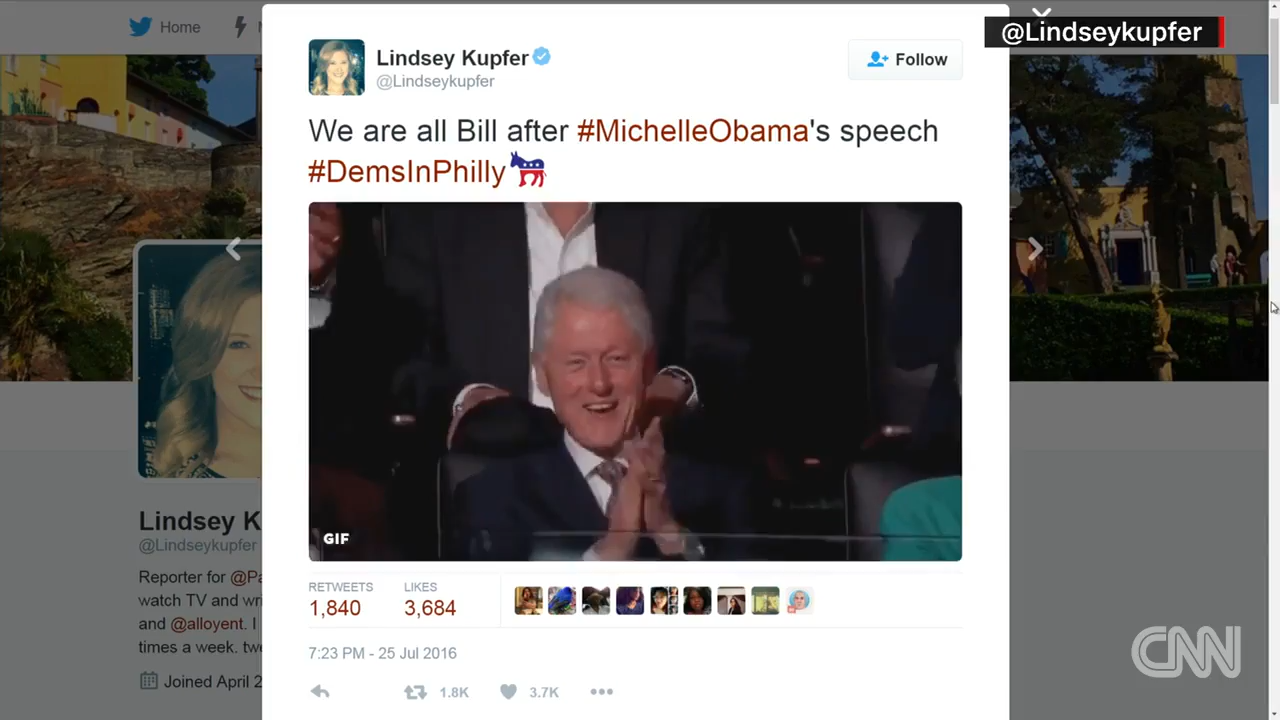 Home
@Lindseykupfer
Lindsey Kupfer
@Lindseykupfer
Follow
We are all Bill after #MichelleObama's speech
#DemsInPhilly
GIF
RETWEETS
LIKES
1,840
3,684
7:23 PM - 25 Jul 2016
1.8K
3.7K
Lindsey K
@Lindseykupfer
Reporter for @Pa
watch TV and wri
and @alloyent. I
times a week. twe
Joined April 2
CNN